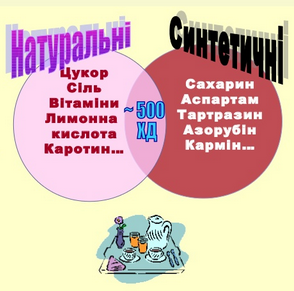 Натуральні
Синтетичні
Цукор
Сіль
Вітаміни
Лимонна
кислота
Каротин...
~ 500
ХД
Сахарин
Аспартам
Тартразин
Азорубін
Кармін...